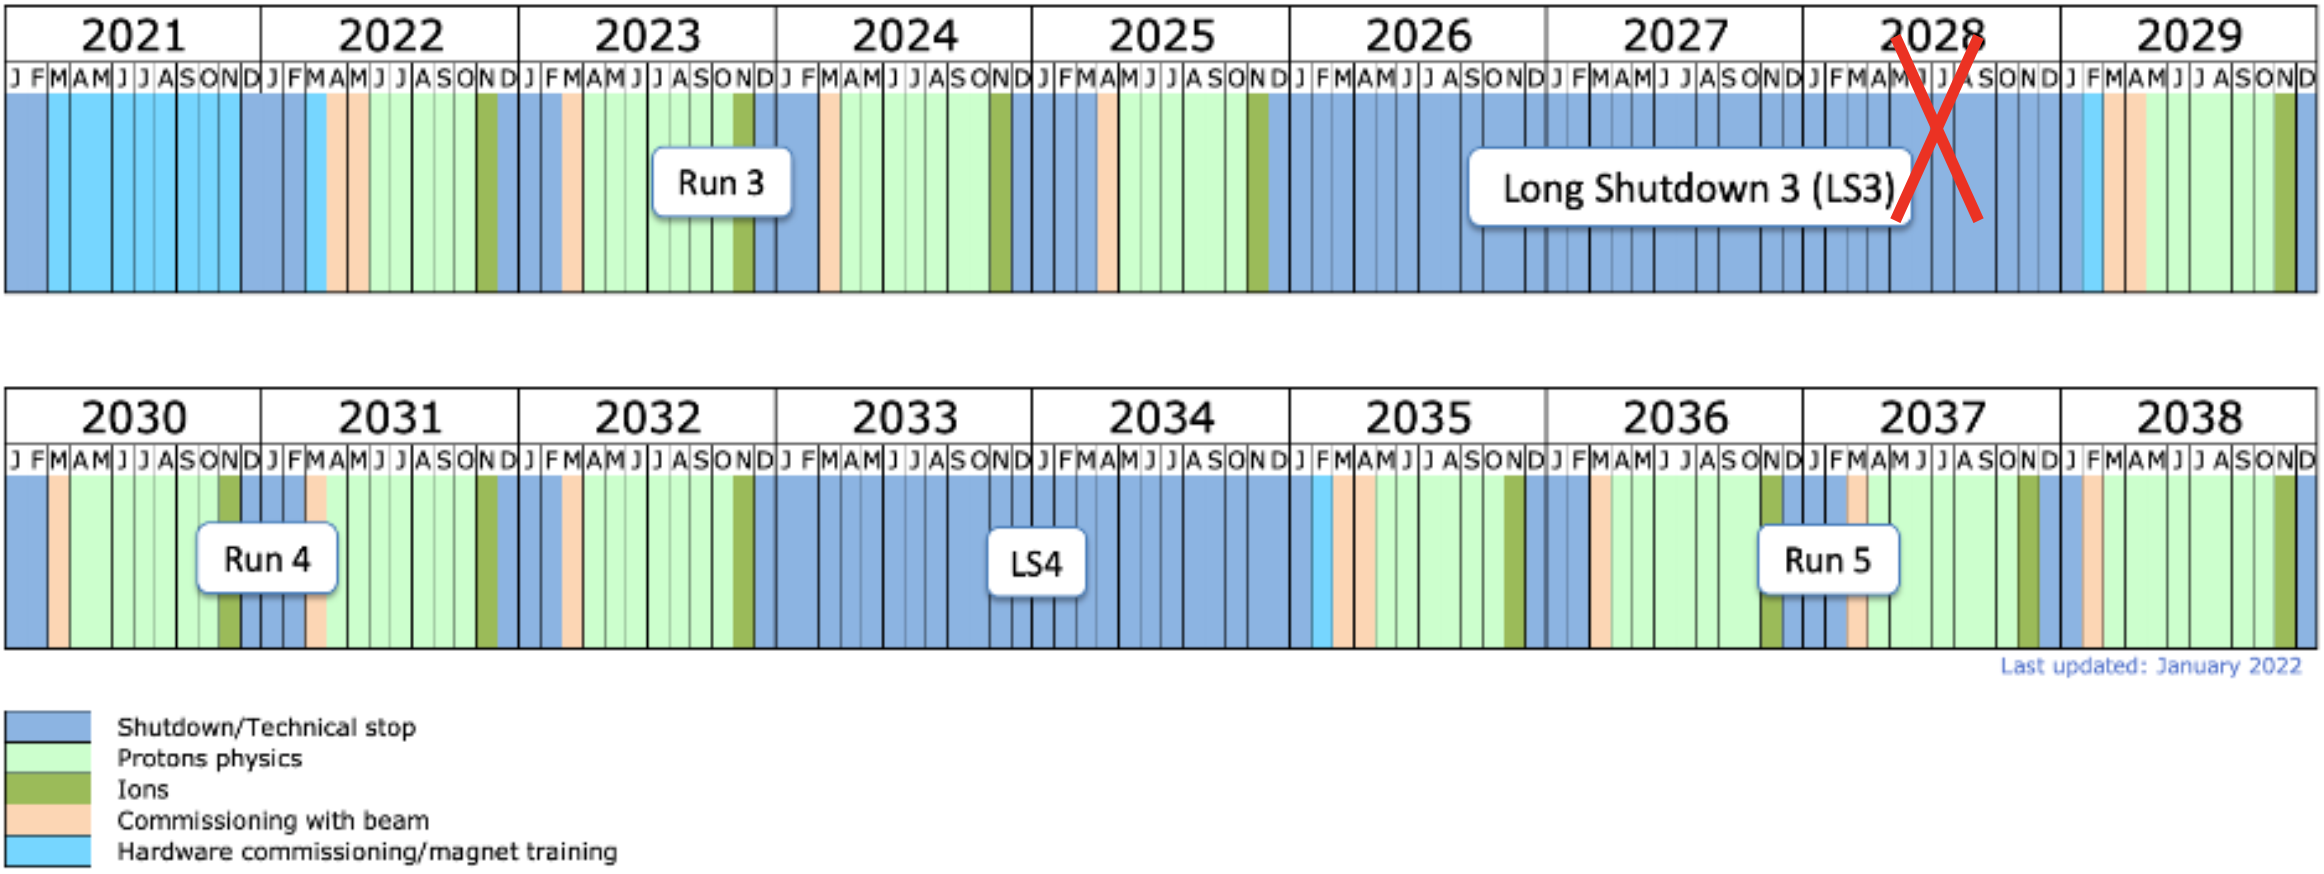 2021 2022 2023 2024 2025 2026 2027 2028 2029
J F M A M J J A S O N D J F M A M J J A S O N D J F M A M J J A S O N D J F M A M J J A S O N D J F M A M J J A S O N D J F M A M J J A S O N D J F M A M J J A S O N D J F M A M J J A S O N D J F M A M J J A S O N D
Run 3
Long Shutdown 3 (LS3)
2030 2031 2032 2033 2034 2035 2036 2037 2038
J F M A M J J A S O N D J F M A M J J A S O N D J F M A M J J A S O N D J F M A M J J A S O N D J F M A M J J A S O N D J F M A M J J A S O N D J F M A M J J A S O N D J F M A M J J A S O N D J F M A M J J A S O N D
Run 4
LS4
Run 5
Last updated: January 2022
Shutdown/Technical stop
Protons physics
Ions
Commissioning with beam
Hardware commissioning/magnet training